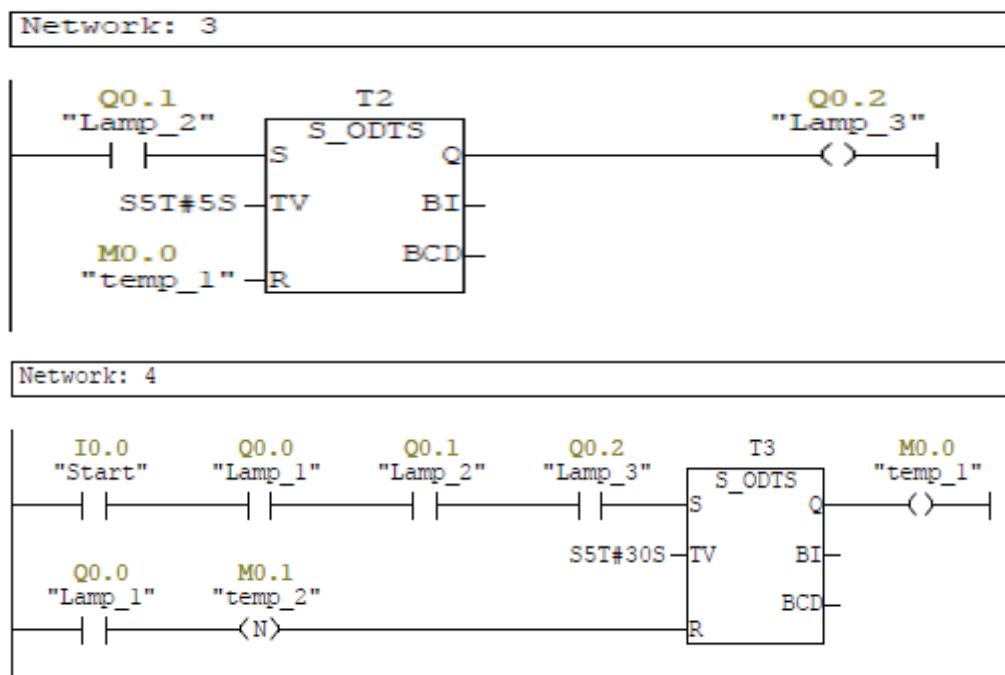 Network: 3
Q0.1 T2 Q0.2
"Lamp_2" S_ODTS "Lamp_3"
S Q
S5T#5S TV BI
M0.0 BCD
"temp_1" R
Network: 4
I0.0 Q0.0 Q0.1 Q0.2 T3 M0.0
"Start" "Lamp_1" "Lamp_2" "Lamp_3" S_ODTS "temp_1"
S Q
S5T#30S TV BI
Q0.0 M0.1
"Lamp_1" "temp_2" BCD
N R